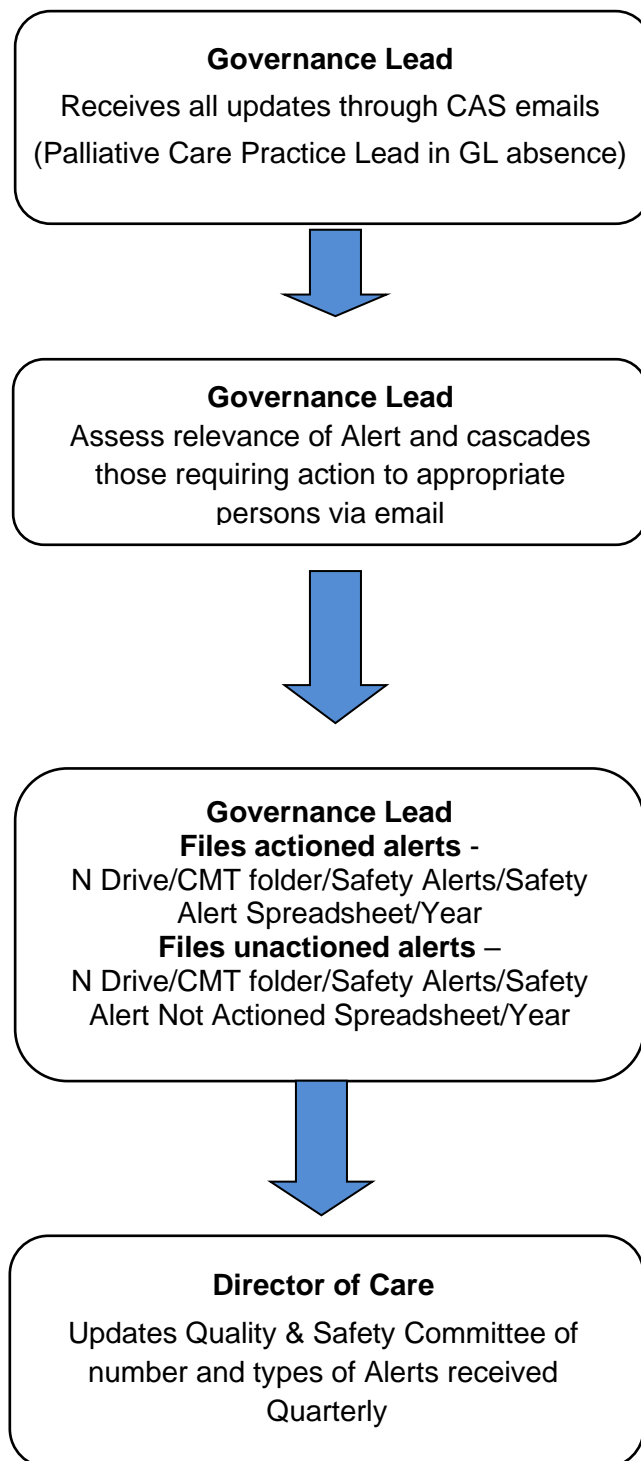 Governance Lead
Receives all updates through CAS emails
(Palliative Care Practice Lead in GL absence)
Governance Lead
Assess relevance of Alert and cascades
those requiring action to appropriate
persons via email
Governance Lead
Files actioned alerts -
N Drive/CMT folder/Safety Alerts/Safety
Alert Spreadsheet/Year
Files unactioned alerts –
N Drive/CMT folder/Safety Alerts/Safety
Alert Not Actioned Spreadsheet/Year
Director of Care
Updates Quality & Safety Committee of
number and types of Alerts received
Quarterly